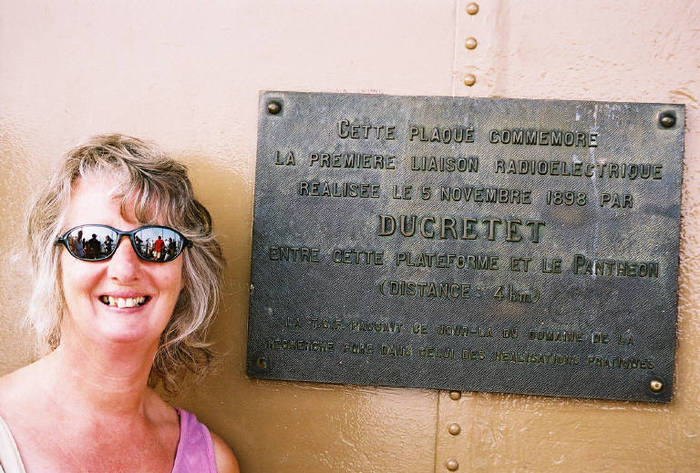 CETTE PLAQUE COMMEMORE
LA PREMIERE LIAISON RADIOELECTRIQUE
REALISEE LE 5 NOVEMBRE 1898 PAR
DUCRETET
ENTRE CETTE PLATEFORME ET LE PANTHEON
(DISTANCE : 4 km)
LA T.S.F. PASSAIT CE JOUR-LA DU DOMAINE DE LA
RECHERCHE PURE DANS CELUI DES REALISATIONS PRATIQUES